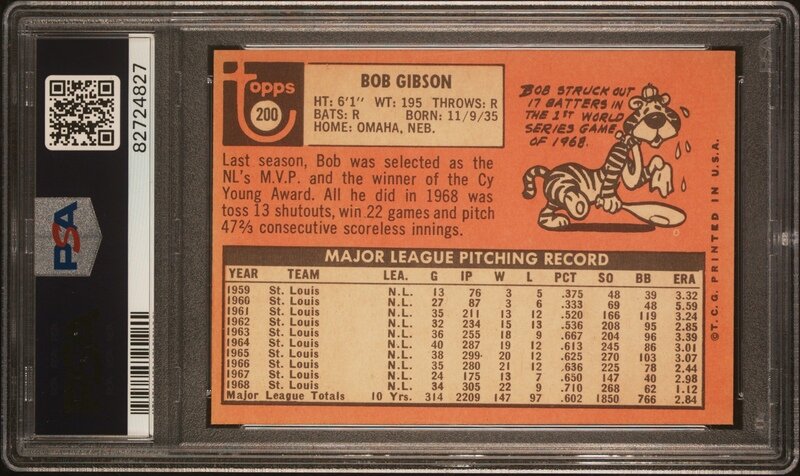 PSA
82724827
topps
200
BOB GIBSON
HT: 6'1" WT: 195 THROWS: R
BATS: R BORN: 11/9/35
HOME: OMAHA, NEB.
BOB STRUCK OUT
17 BATTERS IN
THE 1ST WORLD
SERIES GAME
OF 1968.
Last season, Bob was selected as the
NL's M.V.P. and the winner of the Cy
Young Award. All he did in 1968 was
toss 13 shutouts, win 22 games and pitch
47⅔ consecutive scoreless innings.
MAJOR LEAGUE PITCHING RECORD
YEAR TEAM LEA. G IP W L PCT SO BB ERA
1959 St. Louis N.L. 13 76 3 5 .375 48 39 3.32
1960 St. Louis N.L. 27 87 3 6 .333 69 48 5.59
1961 St. Louis N.L. 35 211 13 12 .520 166 119 3.24
1962 St. Louis N.L. 32 234 15 13 .536 208 95 2.85
1963 St. Louis N.L. 36 255 18 9 .667 204 96 3.39
1964 St. Louis N.L. 40 287 19 12 .613 245 86 3.01
1965 St. Louis N.L. 38 299 20 12 .625 270 103 3.07
1966 St. Louis N.L. 35 280 21 12 .636 225 78 2.44
1967 St. Louis N.L. 24 175 13 7 .650 147 40 2.98
1968 St. Louis N.L. 34 305 22 9 .710 268 62 1.12
Major League Totals 10 Yrs. 314 2209 147 97 .602 1850 766 2.84
©T.C.G. PRINTED IN U.S.A.